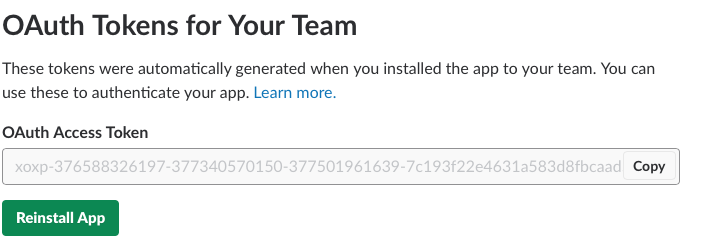 OAuth Tokens for Your Team
These tokens were automatically generated when you installed the app to your team. You can
use these to authenticate your app. Learn more.
OAuth Access Token
xoxp-376588326197-377340570150-377501961639-7c193f22e4631a583d8fbcaad Copy
Reinstall App